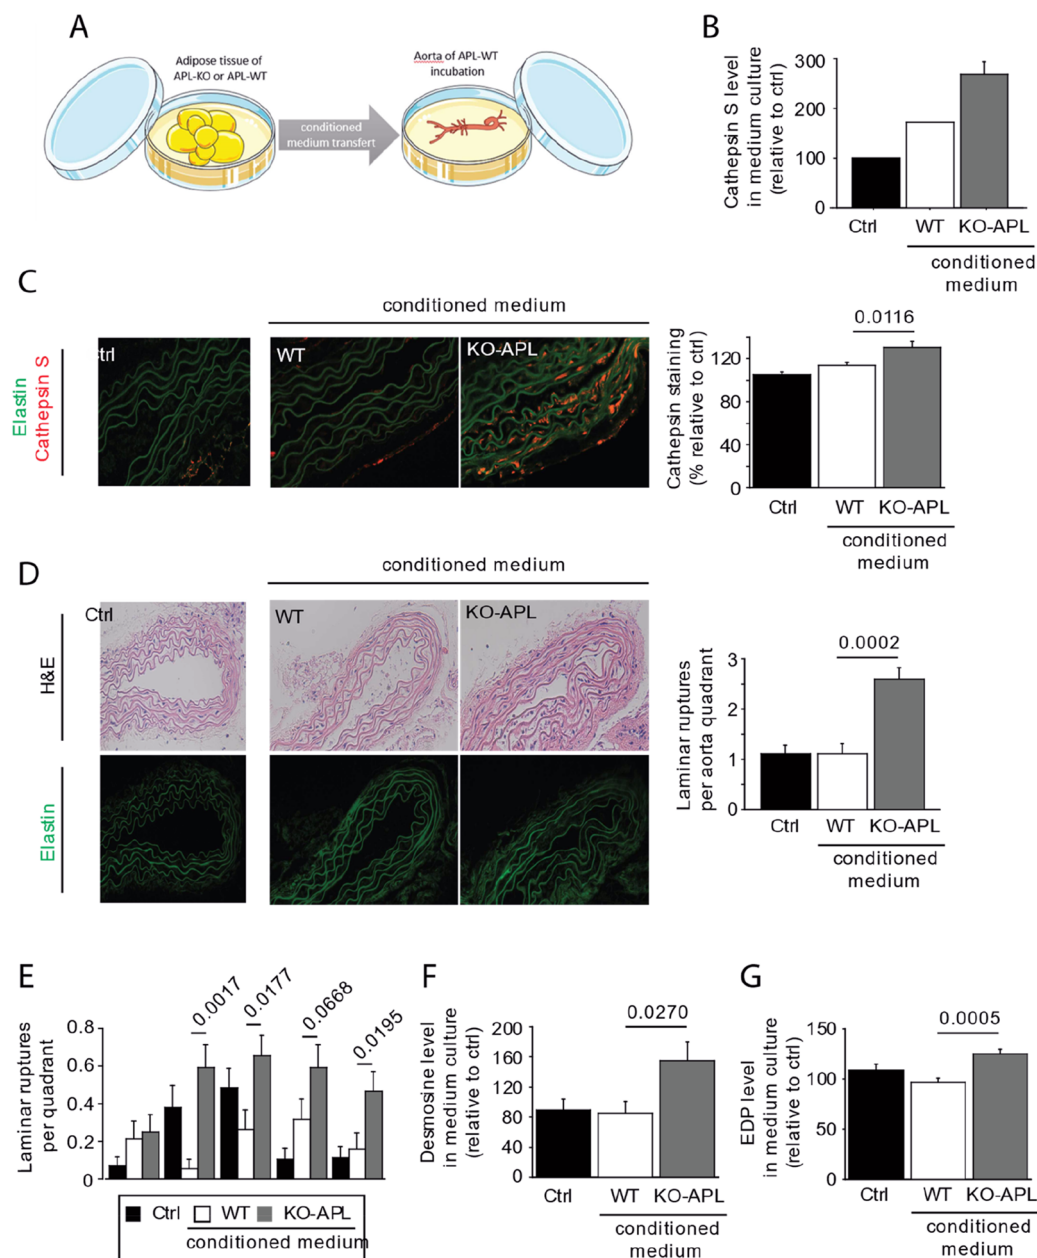 A
Adipose tissue of
APL-KO or APL-WT
conditioned
medium transfert
Aorta of APL-WT
incubation
B
Cathepsin S level
in medium culture
(relative to ctrl)
300
200
100
0
Ctrl
WT
KO-APL
conditioned
medium
C
conditioned medium
Elastin
Cathepsin S
trl
WT
KO-APL
Cathepsin staining
(% relative to ctrl)
0.0116
120
80
40
0
Ctrl
WT
KO-APL
conditioned
medium
D
conditioned medium
H&E
Elastin
Ctrl
WT
KO-APL
Laminar ruptures
per aorta quadrant
0.0002
3
2
1
0
Ctrl
WT
KO-APL
conditioned
medium
E
Laminar ruptures
per quadrant
0.0017
0.0177
0.0668
0.0195
0.8
0.6
0.4
0.2
0
Ctrl
WT
KO-APL
conditioned medium
F
Desmosine level
in medium culture
(relative to ctrl)
0.0270
200
160
120
80
40
0
Ctrl
WT
KO-APL
conditioned
medium
G
EDP level
in medium culture
(relative to ctrl)
0.0005
150
100
50
0
Ctrl
WT
KO-APL
conditioned
medium